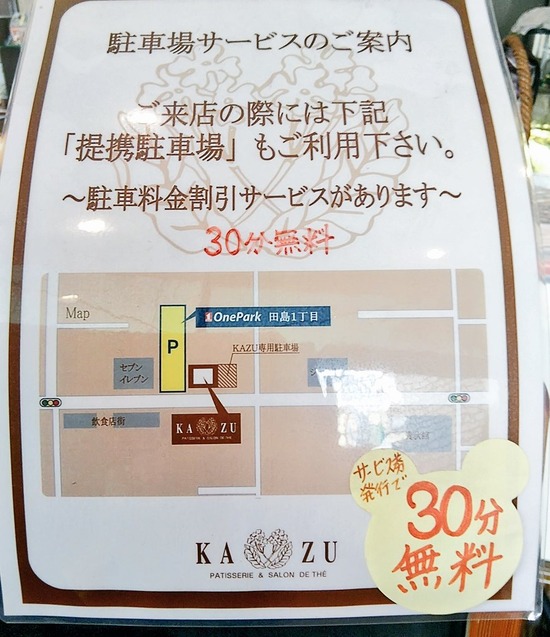 駐車場サービスのご案内
ご来店の際には下記
「提携駐車場」もご利用下さい。
～駐車料金割引サービスがあります～
30分無料
Map
OnePark 田島1丁目
P
KAZU専用駐車場
セブン
イレブン
飲食店街
KAZU
PATISSERIE & SALON DE THÉ
サービス券
発行で
30分
無料
KAZU
PATISSERIE & SALON DE THÉ